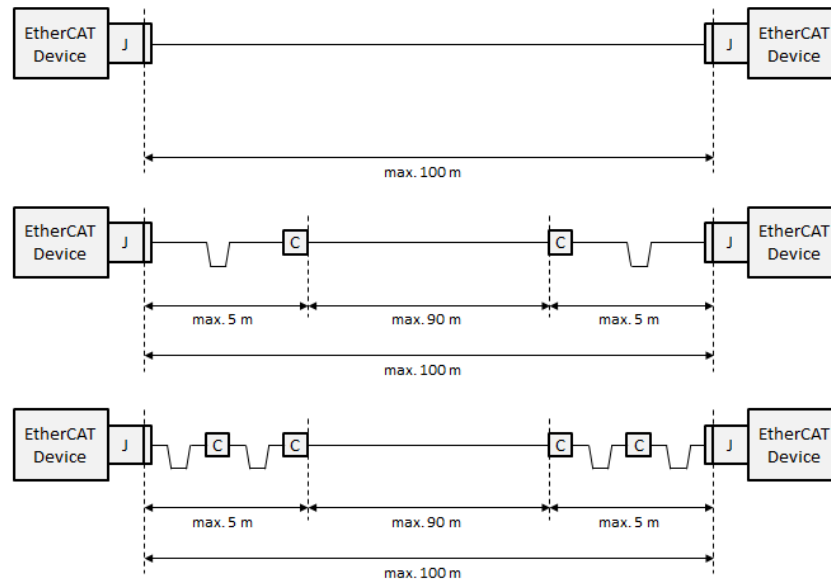 EtherCAT
Device
J
J
EtherCAT
Device
max. 100 m
EtherCAT
Device
J
C
C
J
EtherCAT
Device
max. 5 m
max. 90 m
max. 5 m
max. 100 m
EtherCAT
Device
J
C
C
C
C
J
EtherCAT
Device
max. 5 m
max. 90 m
max. 5 m
max. 100 m